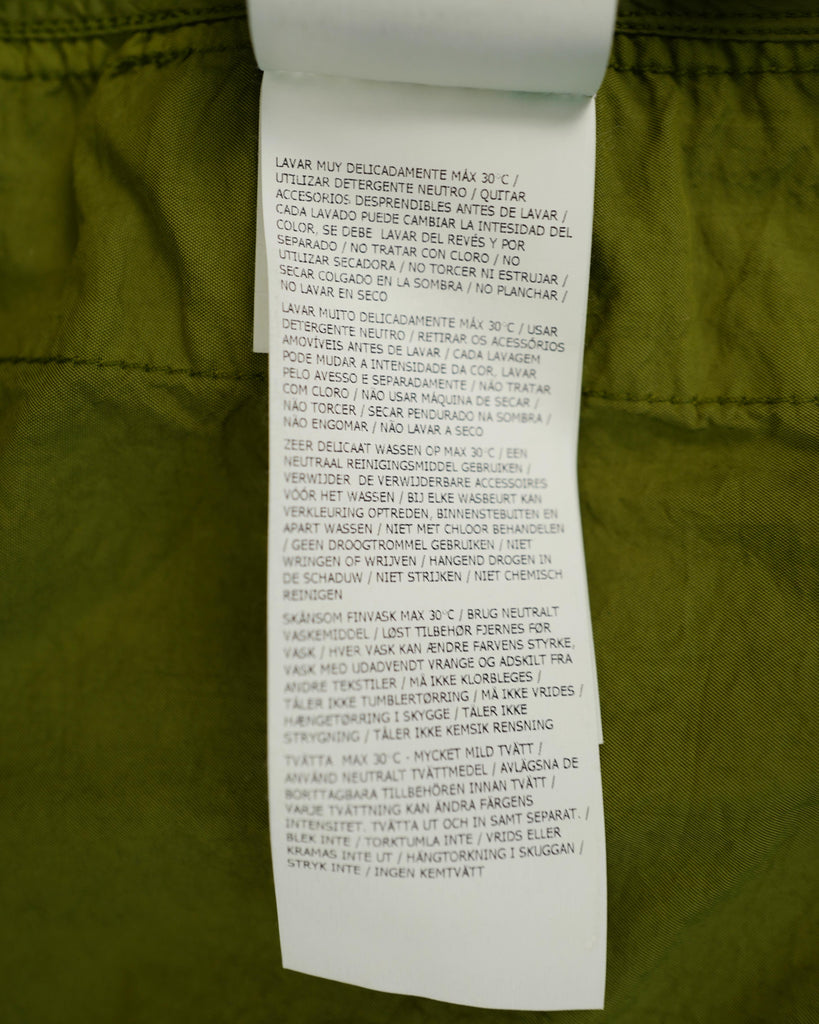 LAVAR MUY DELICADAMENTE MÁX 30°C /
UTILIZAR DETERGENTE NEUTRO / QUITAR
ACCESORIOS DESPRENDIBLES ANTES DE LAVAR /
CADA LAVADO PUEDE CAMBIAR LA INTESIDAD DEL
COLOR, SE DEBE LAVAR DEL REVÉS Y POR
SEPARADO / NO TRATAR CON CLORO / NO
UTILIZAR SECADORA / NO TORCER NI ESTRUJAR /
SECAR COLGADO EN LA SOMBRA / NO PLANCHAR /
NO LAVAR EN SECO
LAVAR MUITO DELICADAMENTE MÁX 30°C / USAR
DETERGENTE NEUTRO / RETIRAR OS ACESSÓRIOS
AMOVÍVEIS ANTES DE LAVAR / CADA LAVAGEM
PODE MUDAR A INTENSIDADE DA COR, LAVAR
PELO AVESSO E SEPARADAMENTE / NÃO TRATAR
COM CLORO / NAO USAR MÁQUINA DE SECAR /
NÃO TORCER / SECAR PENDURADO NA SOMBRA /
NÃO ENGOMAR / NÃO LAVAR A SECO
ZEER DELICAAT WASSEN OP MAX 30°C / EEN
NEUTRAAL REINIGINGSMIDDEL GEBRUIKEN /
VERWIJDER DE VERWIJDERBARE ACCESSOIRES
VÓÓR HET WASSEN / BIJ ELKE WASBEURT KAN
VERKLEURING OPTREDEN, BINNENSTEBUITEN EN
APART WASSEN / NIET MET CHLOOR BEHANDELEN
/ GEEN DROOGTROMMEL GEBRUIKEN / NIET
WRINGEN OF WRIJVEN / HANGEND DROGEN IN
DE SCHADUW / NIET STRIJKEN / NIET CHEMISCH
REINIGEN
SKÅNSOM FINVASK MAX 30°C / BRUG NEUTRALT
VASKEMIDDEL / LØST TILBEHØR FJERNES FØR
VASK / HVER VASK KAN ÆNDRE FARVENS STYRKE,
VASK MED UDADVENDT VRANGE OG ADSKILT FRA
ANDRE TEKSTILER / MÅ IKKE KLORBLEGES /
TÅLER IKKE TUMBLERTØRRING / MÅ IKKE VRIDES /
HÆNGETØRRING I SKYGGE / TÅLER IKKE
STRYGNING / TÅLER IKKE KEMSIK RENSNING
TVÄTTA MAX 30°C - MYCKET MILD TVÄTT /
ANVÄND NEUTRALT TVÄTTMEDEL / AVLÄGSNA DE
BORTTAGBARA TILLBEHÖREN INNAN TVÄTT /
VARJE TVÄTTNING KAN ÄNDRA FÄRGENS
INTENSITET. TVÄTTA UT OCH IN SAMT SEPARAT. /
BLEK INTE / TORKTUMLA INTE / VRIDS ELLER
KRAMAS INTE UT / HÄNGTORKNING I SKUGGAN /
STRYK INTE / INGEN KEMTVÄTT